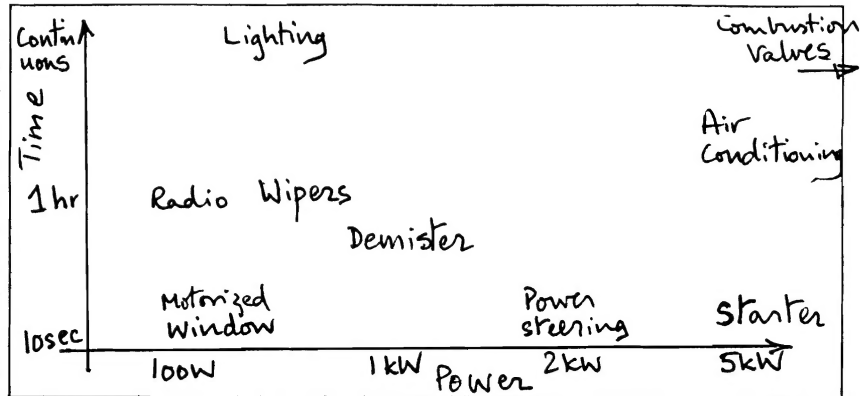 Continuous
Time
1hr
10sec
Lighting
Combustion
Valves
Air
Conditioning
Radio Wipers
Demister
Motorized
Window
Power
steering
Starter
100W
1kW
2kW
5kW
Power